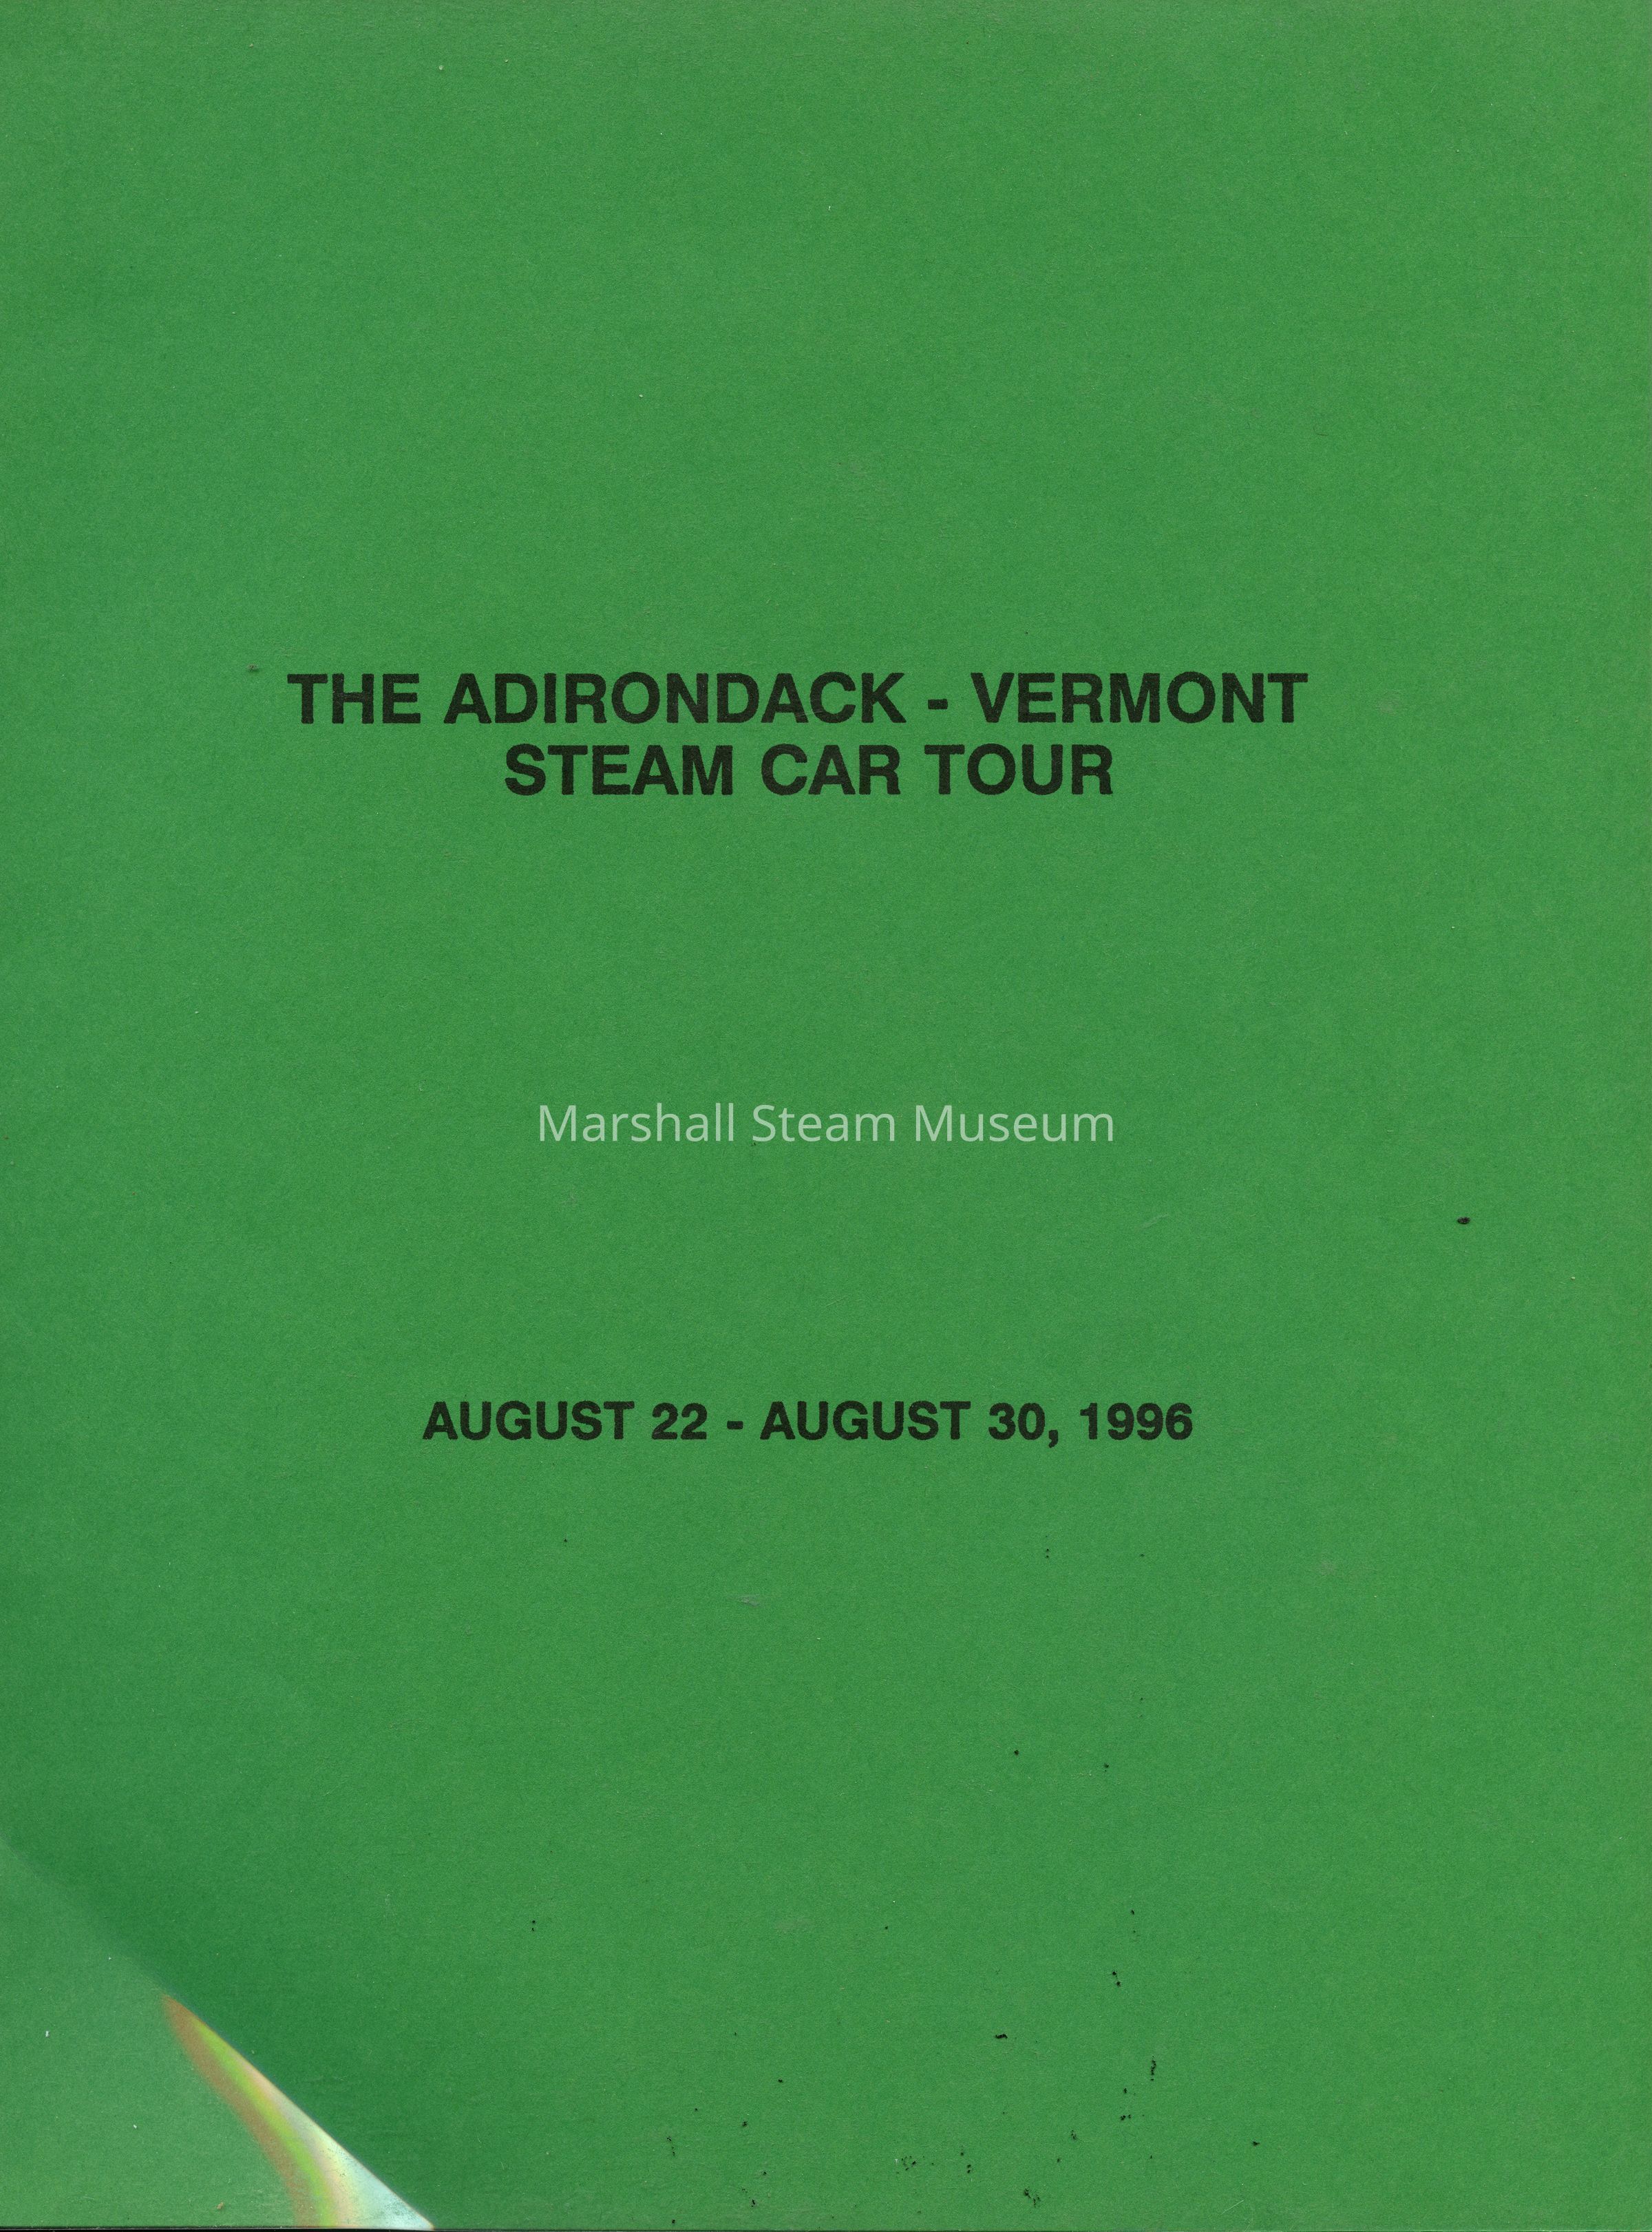 THE ADIRONDACK - VERMONT
STEAM CAR TOUR
Marshall Steam Museum
AUGUST 22 - AUGUST 30, 1996